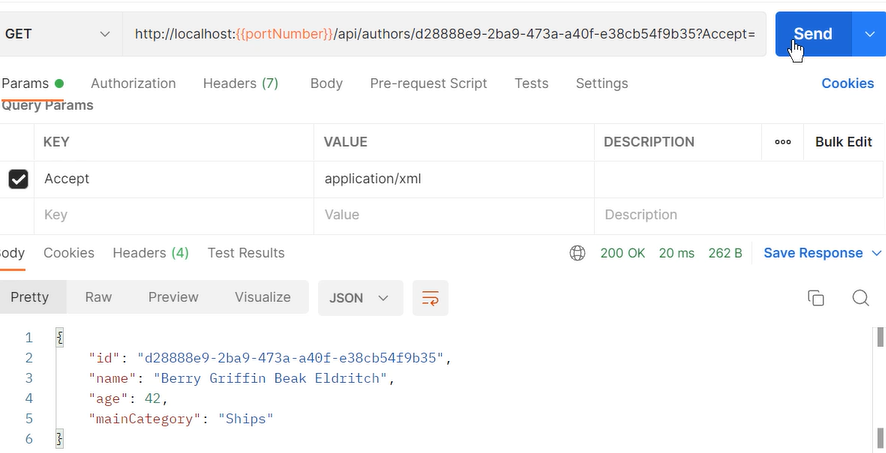 GET http://localhost:{{portNumber}}/api/authors/d28888e9-2ba9-473a-a40f-e38cb54f9b35?Accept= Send
Params Authorization Headers (7) Body Pre-request Script Tests Settings Cookies
Query Params
KEY VALUE DESCRIPTION ooo Bulk Edit
Accept application/xml
Key Value Description
ody Cookies Headers (4) Test Results 200 OK 20 ms 262 B Save Response
Pretty Raw Preview Visualize JSON
1 {
2 "id": "d28888e9-2ba9-473a-a40f-e38cb54f9b35",
3 "name": "Berry Griffin Beak Eldritch",
4 "age": 42,
5 "mainCategory": "Ships"
6 }